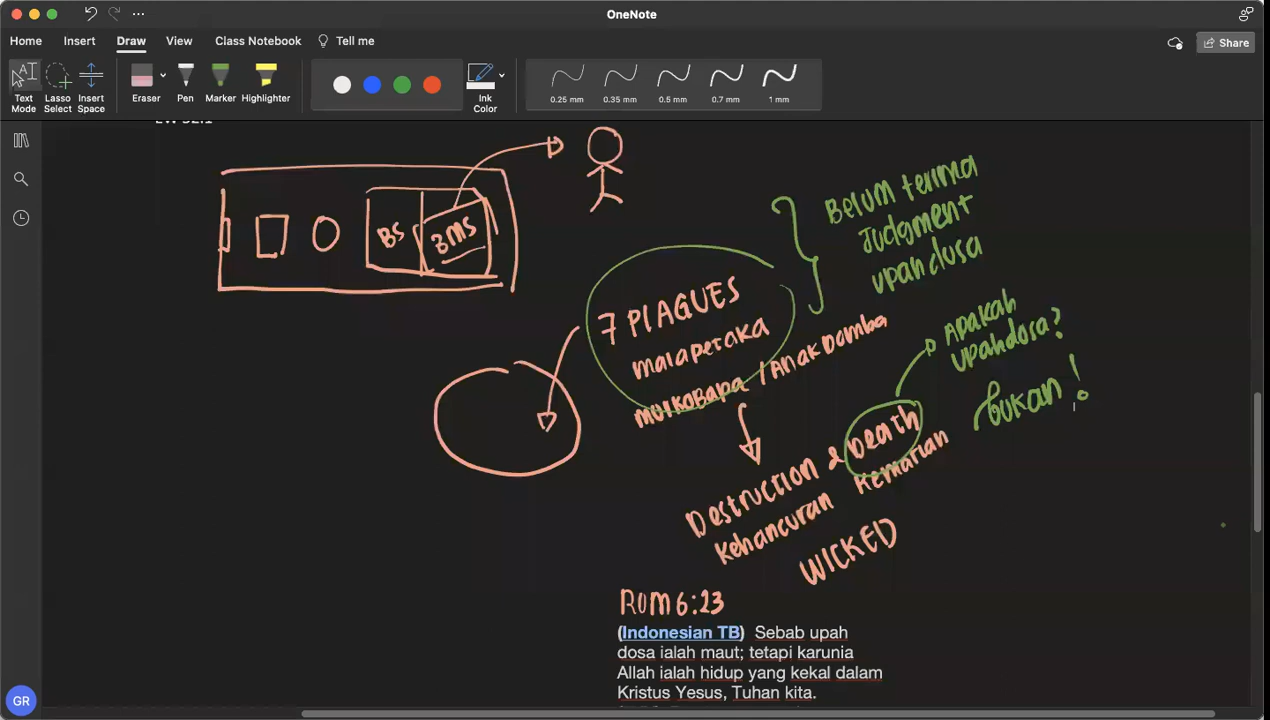 OneNote
Home Insert Draw View Class Notebook Tell me
Share
Text Mode
Lasso Select
Insert Space
Eraser
Pen
Marker
Highlighter
Ink Color
0.25 mm
0.35 mm
0.5 mm
0.7 mm
1 mm
BS
3MS
Belum terima
Judgment
upah dosa
7 PLAGUES
malapetaka
murka Bapa / Anak Domba
Apakah
upah dosa?
bukan!
Destruction & Death
Kehancuran Kematian
WICKED
ROM 6:23
(Indonesian TB) Sebab upah
dosa ialah maut; tetapi karunia
Allah ialah hidup yang kekal dalam
Kristus Yesus, Tuhan kita.
GR